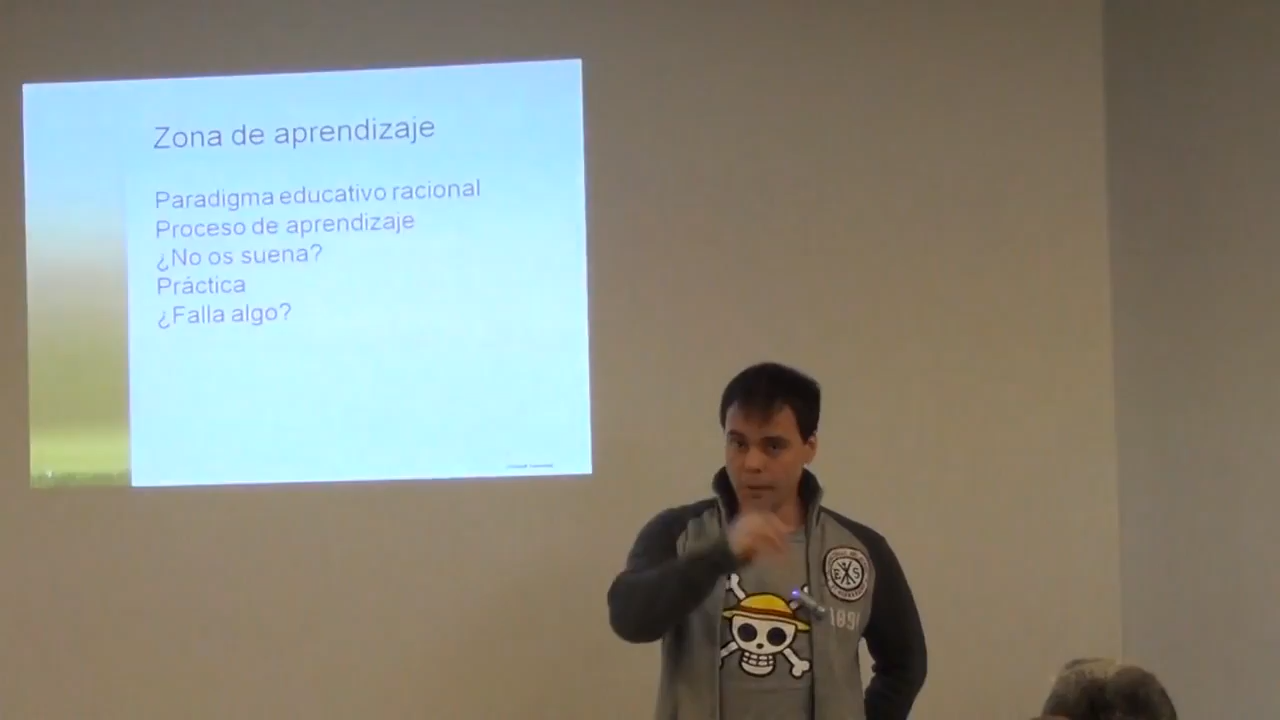 Zona de aprendizaje
Paradigma educativo racional
Proceso de aprendizaje
¿No os suena?
Práctica
¿Falla algo?
E S